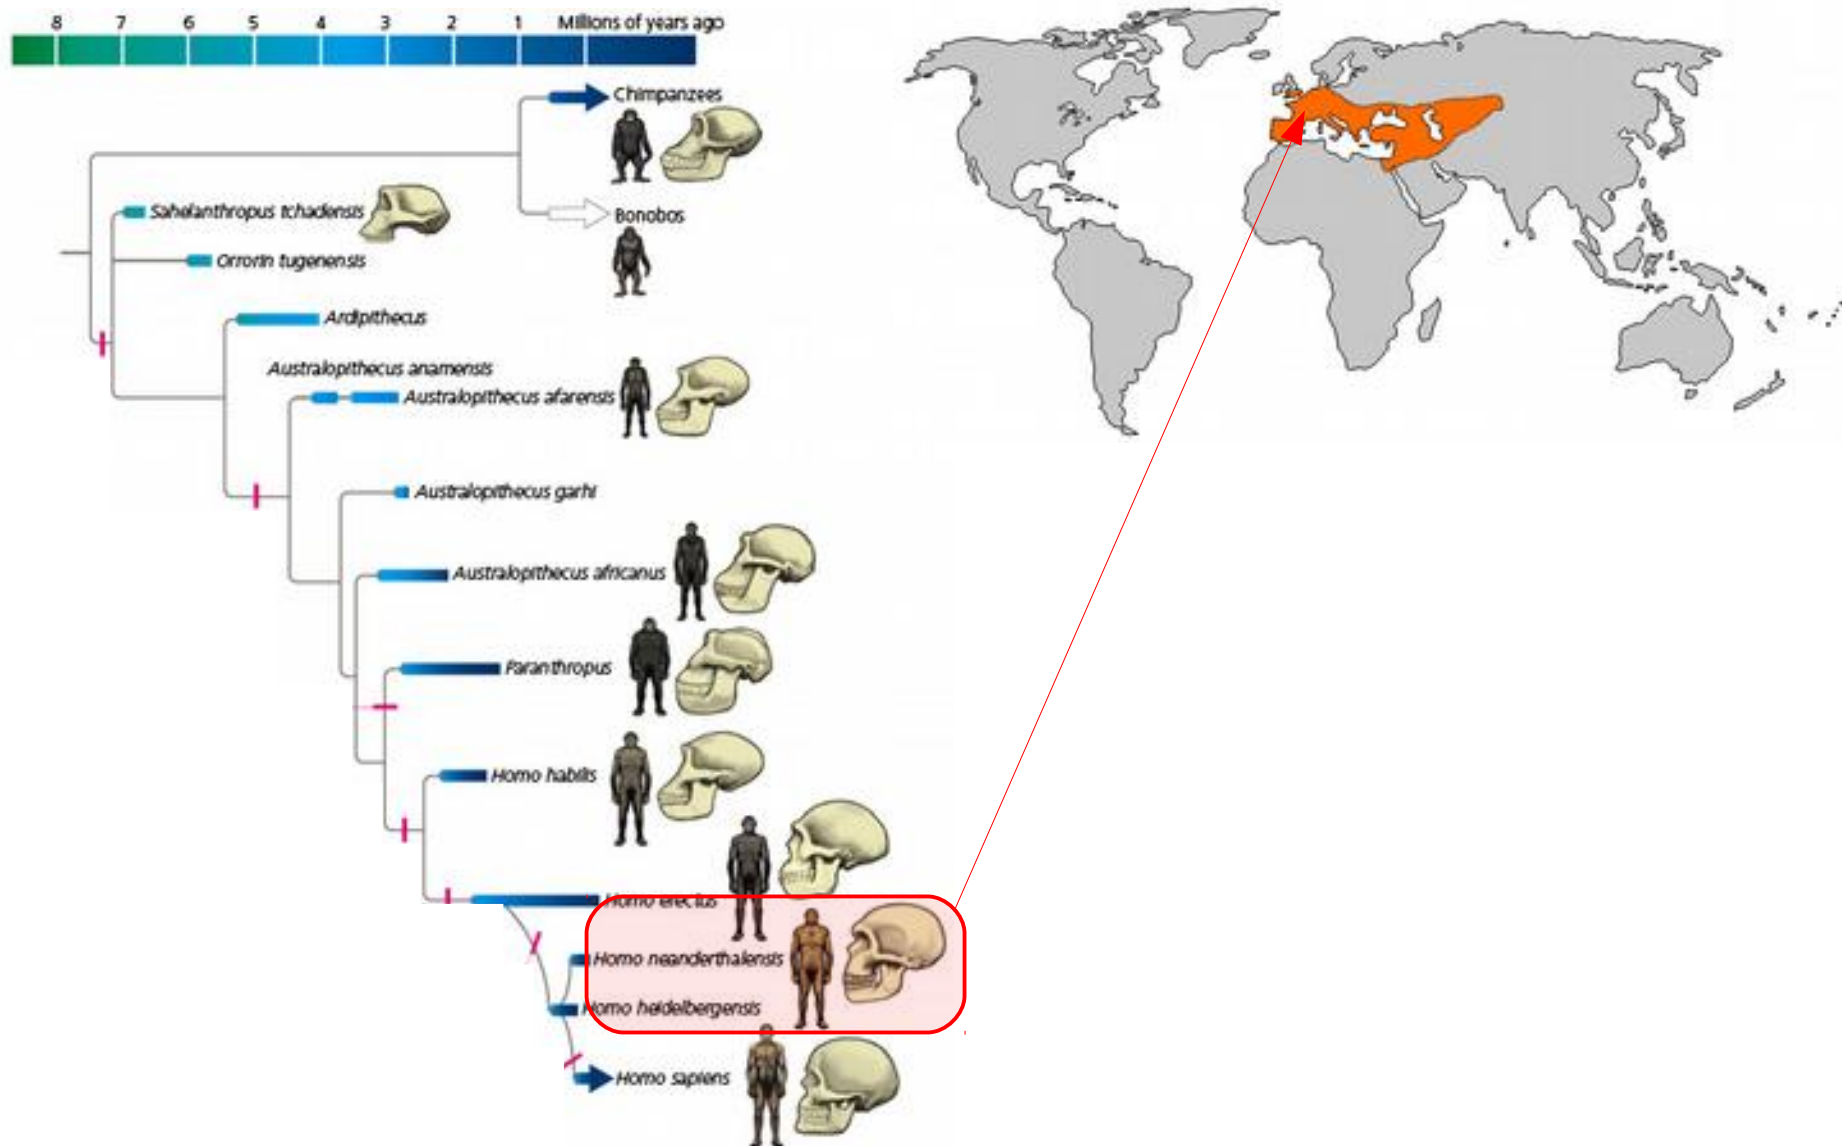 8 7 6 5 4 3 2 1 Millions of years ago
Chimpanzees
Sahelanthropus tchadensis
Bonobos
Orrorin tugenensis
Ardipithecus
Australopithecus anamensis
Australopithecus afarensis
Australopithecus garhi
Australopithecus africanus
Paranthropus
Homo habilis
Homo erectus
Homo neanderthalensis
Homo heidelbergensis
Homo sapiens